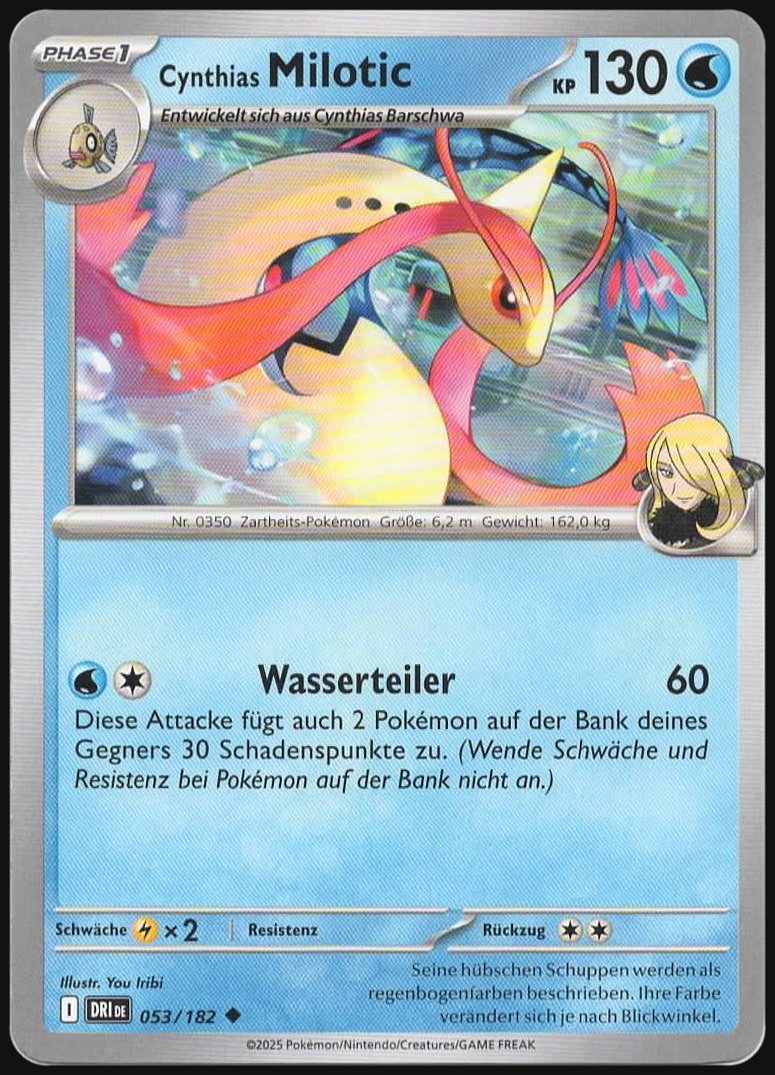 PHASE 1
Cynthias Milotic
KP 130
Entwickelt sich aus Cynthias Barschwa
Nr. 0350 Zartheits-Pokémon Größe: 6,2 m Gewicht: 162,0 kg
Wasserteiler 60
Diese Attacke fügt auch 2 Pokémon auf der Bank deines
Gegners 30 Schadenspunkte zu. (Wende Schwäche und
Resistenz bei Pokémon auf der Bank nicht an.)
Schwäche ×2 Resistenz Rückzug
Illustr. You Iribi
I DRI DE 053/182
Seine hübschen Schuppen werden als
regenbogenfarben beschrieben. Ihre Farbe
verändert sich je nach Blickwinkel.
©2025 Pokémon/Nintendo/Creatures/GAME FREAK